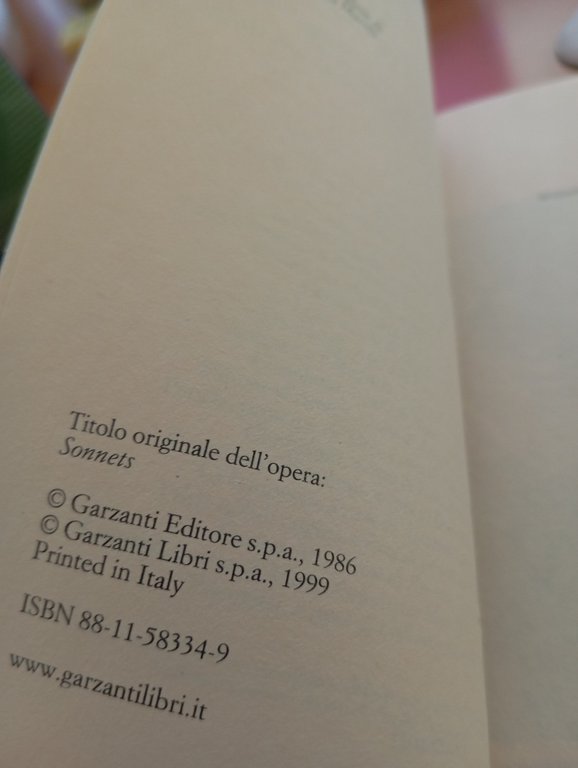 Titolo originale dell'opera:
Sonnets
© Garzanti Editore s.p.a., 1986
© Garzanti Libri s.p.a., 1999
Printed in Italy
ISBN 88-11-58334-9
www.garzantilibri.it